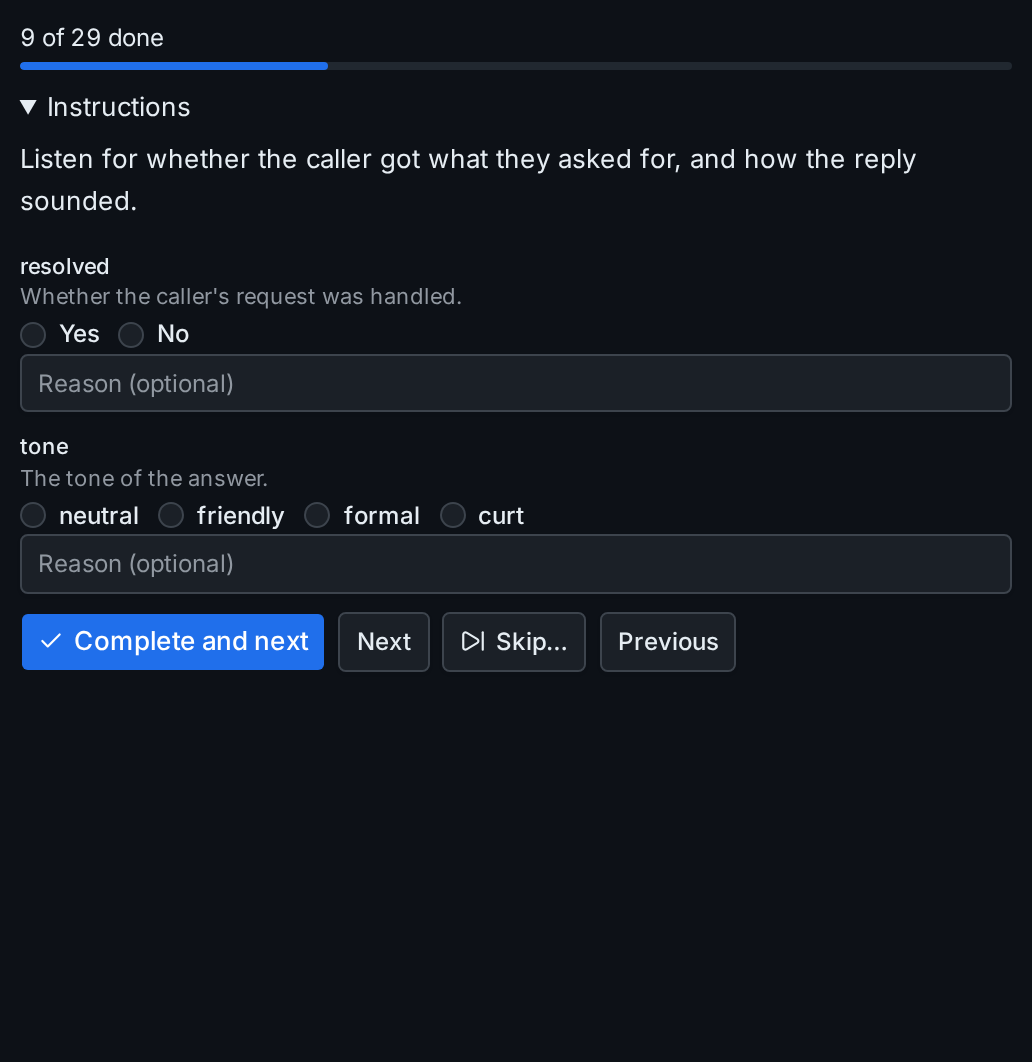 9 of 29 done
Instructions
Listen for whether the caller got what they asked for, and how the reply
sounded.
resolved
Whether the caller's request was handled.
Yes No
Reason (optional)
tone
The tone of the answer.
neutral friendly formal curt
Reason (optional)
Complete and next Next Skip... Previous